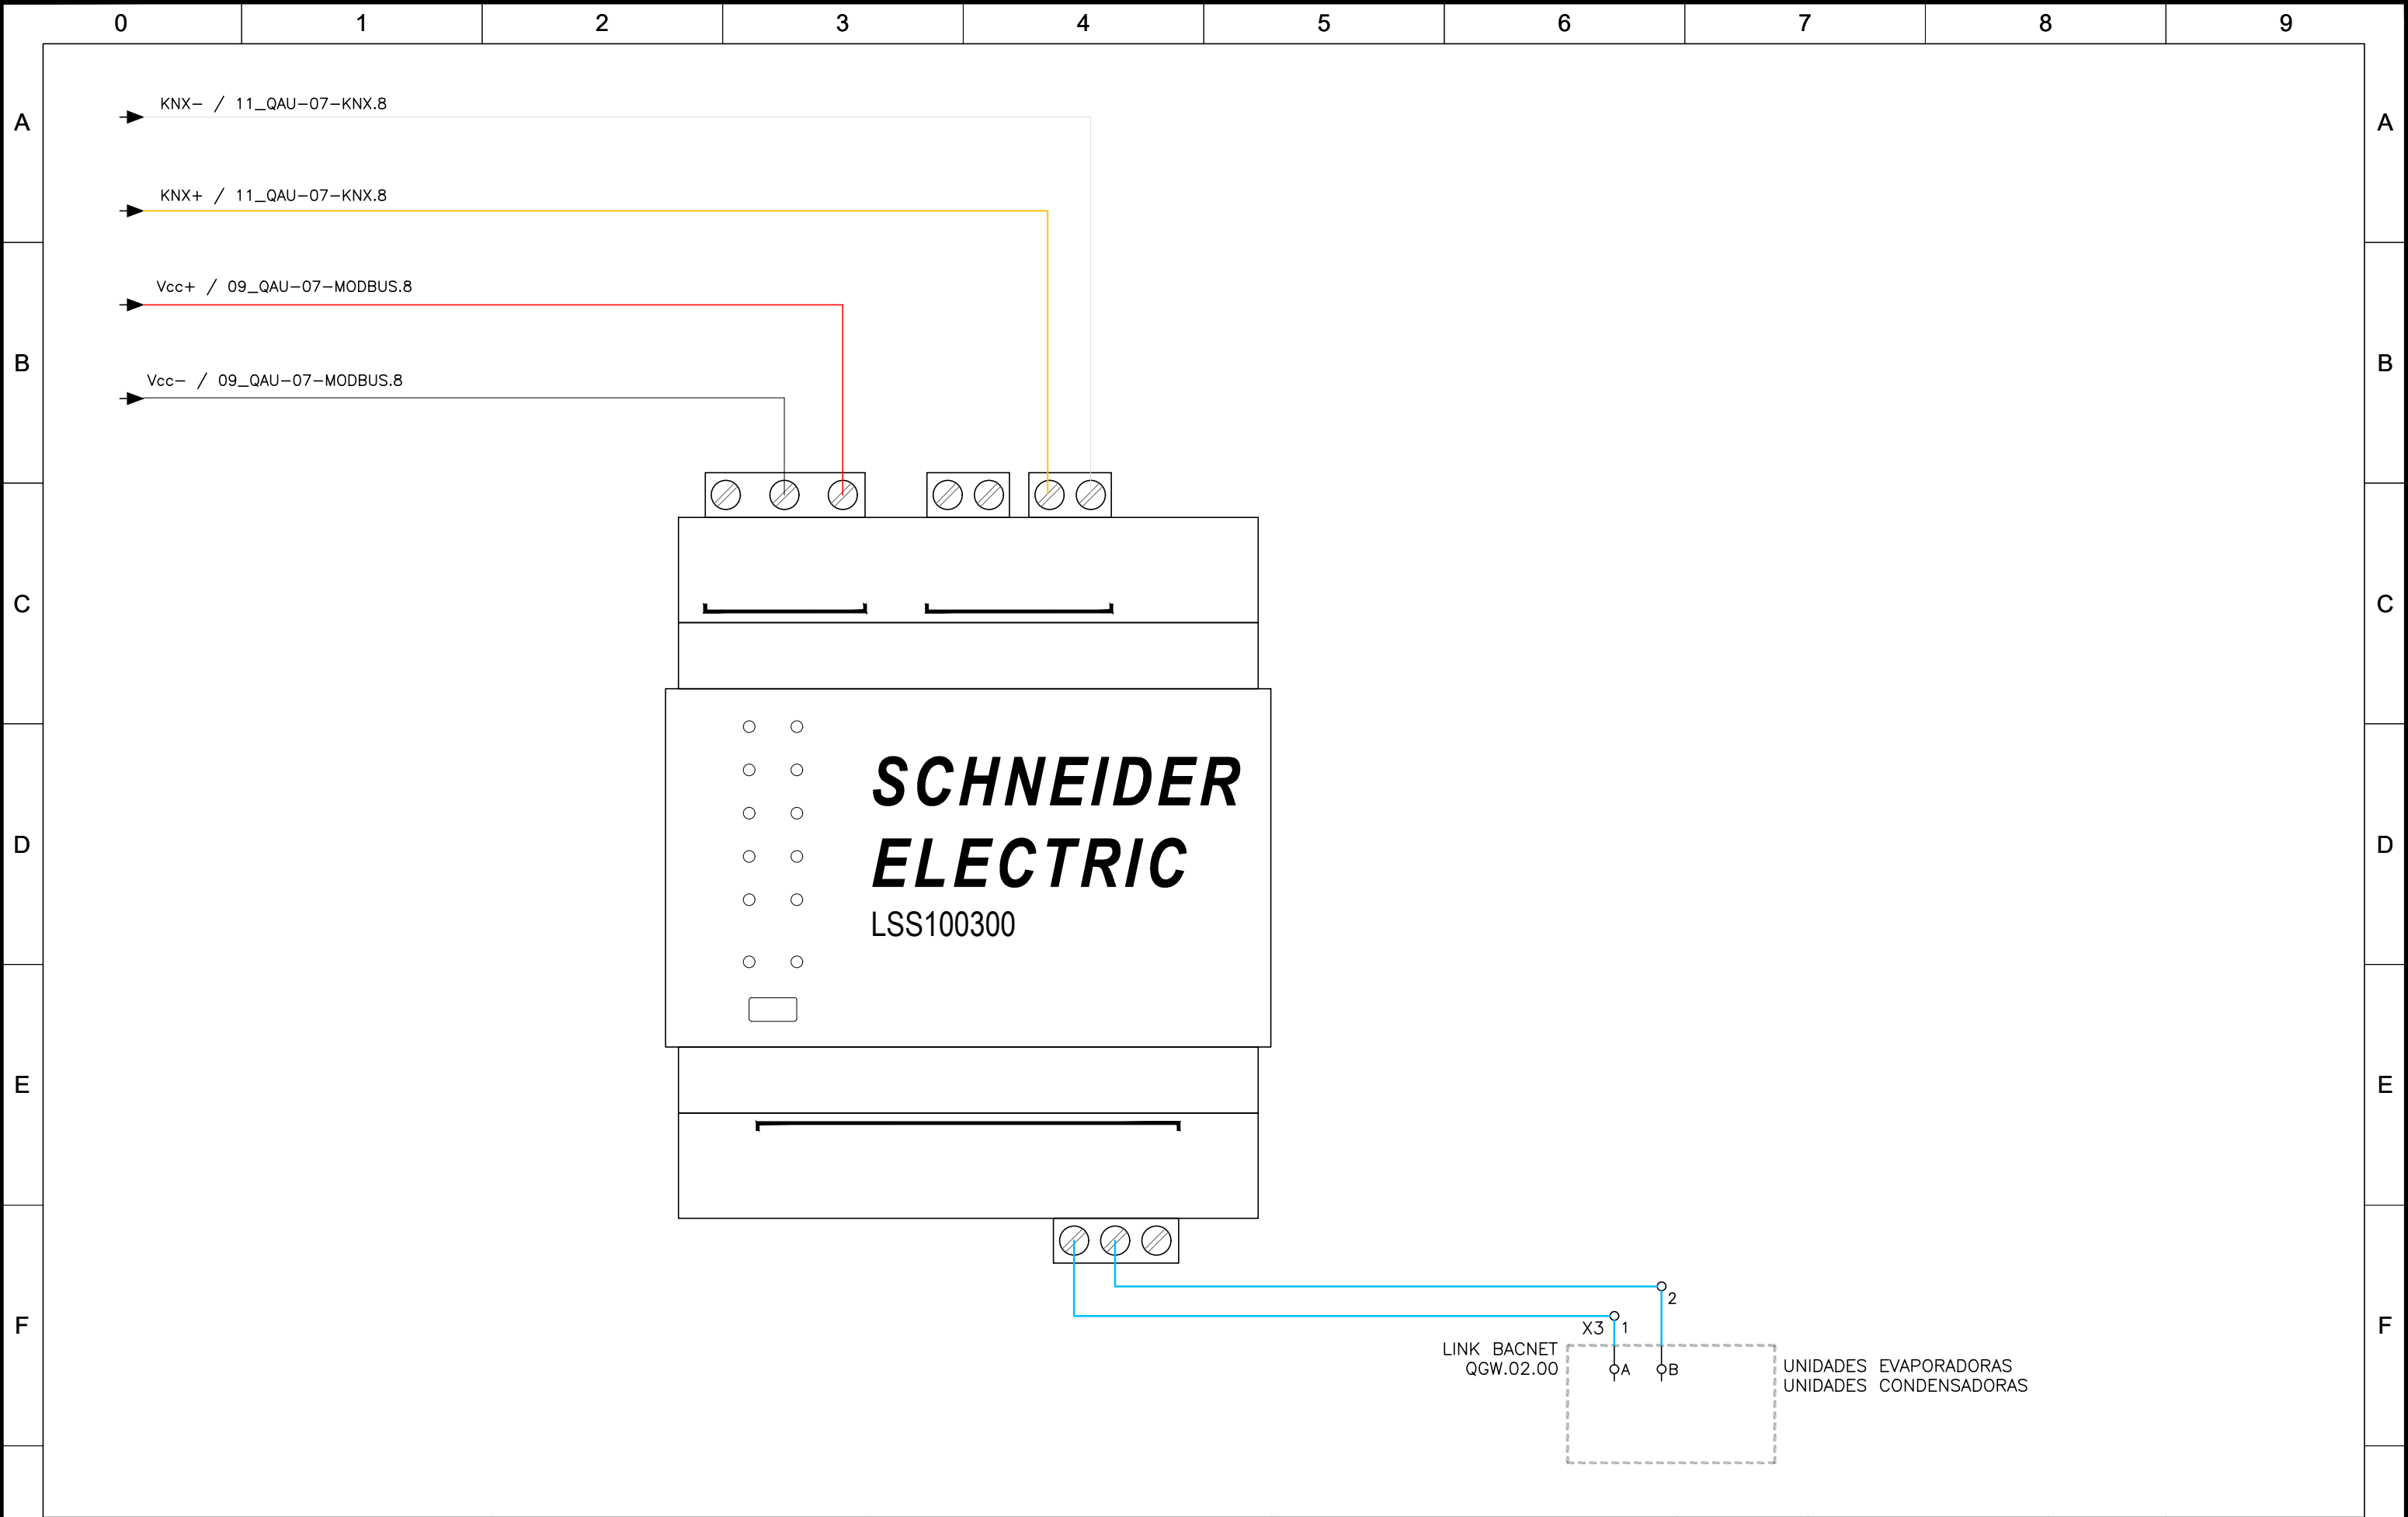 0 1 2 3 4 5 6 7 8 9
A A
KNX- / 11_QAU-07-KNX.8
KNX+ / 11_QAU-07-KNX.8
Vcc+ / 09_QAU-07-MODBUS.8
B B
Vcc- / 09_QAU-07-MODBUS.8
C C
SCHNEIDER
ELECTRIC
D D
LSS100300
E E
2
F X3 1 F
LINK BACNET
QGW.02.00
A B
UNIDADES EVAPORADORAS
UNIDADES CONDENSADORAS